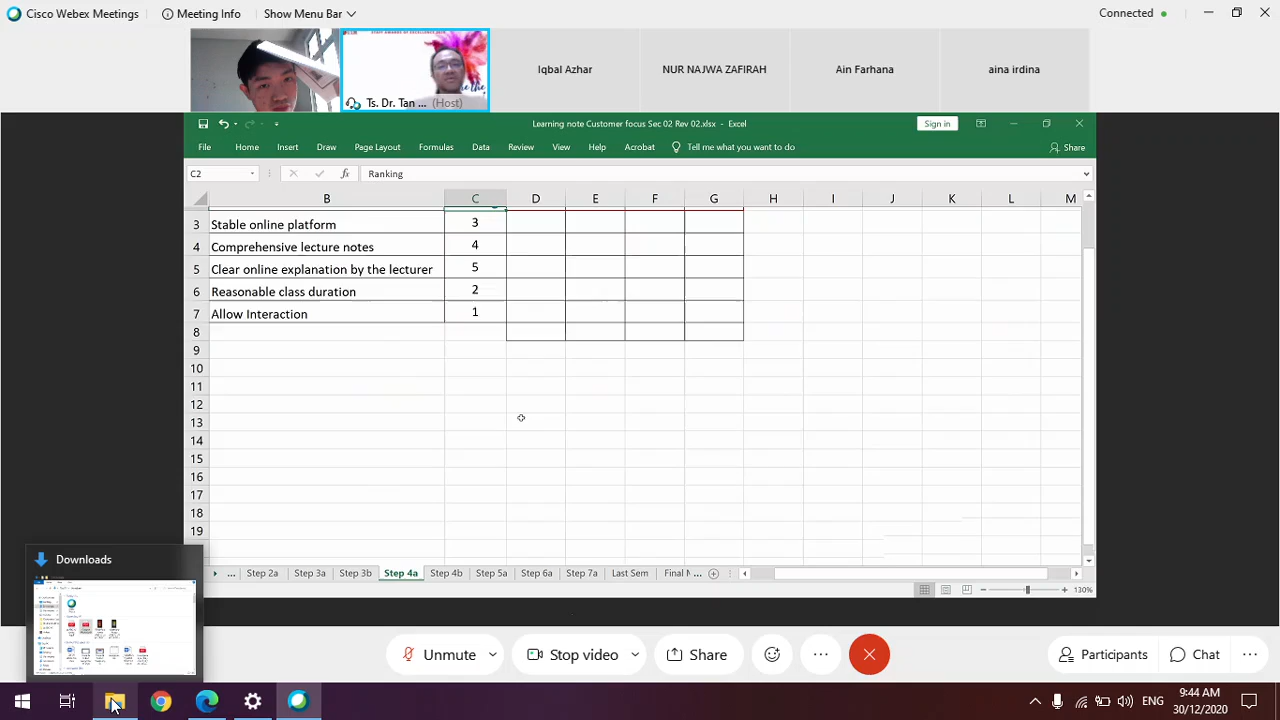 Cisco Webex Meetings
Meeting Info
Show Menu Bar
Connected
STAFF AWARDS OF EXCELLENCE
Ts. Dr. Tan ... (Host)
Iqbal Azhar
NUR NAJWA ZAFIRAH
Ain Farhana
aina irdina
Learning note Customer focus Sec 02 Rev 02.xlsx - Excel
Sign in
File Home Insert Draw Page Layout Formulas Data Review View Help Acrobat Tell me what you want to do Share
C2 fx Ranking
B C D E F G H I J K L M
3 Stable online platform 3
4 Comprehensive lecture notes 4
5 Clear online explanation by the lecturer 5
6 Reasonable class duration 2
7 Allow Interaction 1
8
9
10
11
12
13
14
15
16
17
18
19
... Step 2a Step 3a Step 3b Step 4a Step 4b Step 5a Step 6a Step 7a Last Sem Final N ...
130%
Downloads
Unmute
Stop video
Share
Participants
Chat
ENG
9:44 AM
30/12/2020